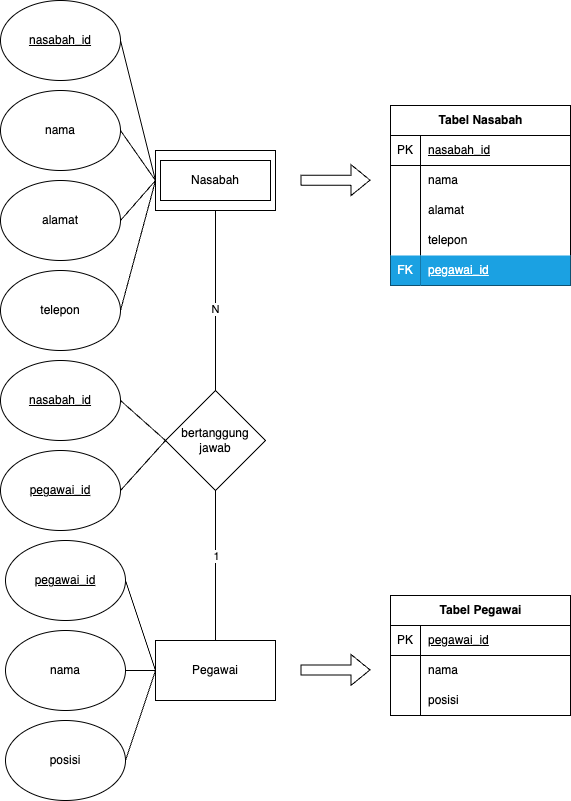 nasabah_id
nama
alamat
telepon
Nasabah
N
nasabah_id
pegawai_id
bertanggung
jawab
1
pegawai_id
nama
posisi
Pegawai
Tabel Nasabah
PK nasabah_id
nama
alamat
telepon
FK pegawai_id
Tabel Pegawai
PK pegawai_id
nama
posisi